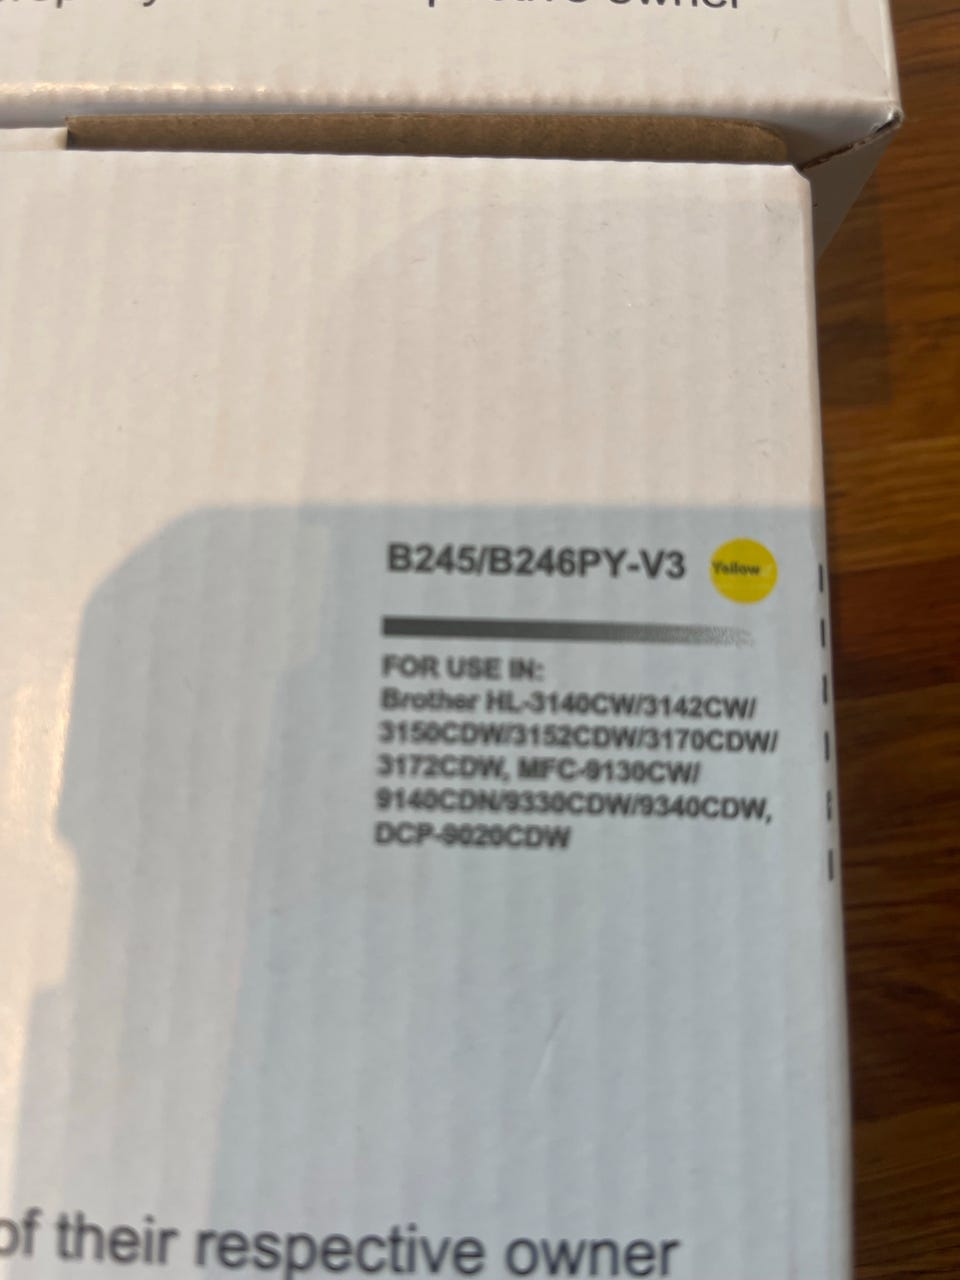 owner
B245/B246PY-V3 Yellow
FOR USE IN:
Brother HL-3140CW/3142CW/
3150CDW/3152CDW/3170CDW/
3172CDW, MFC-9130CW/
9140CDN/9330CDW/9340CDW,
DCP-9020CDW
of their respective owner